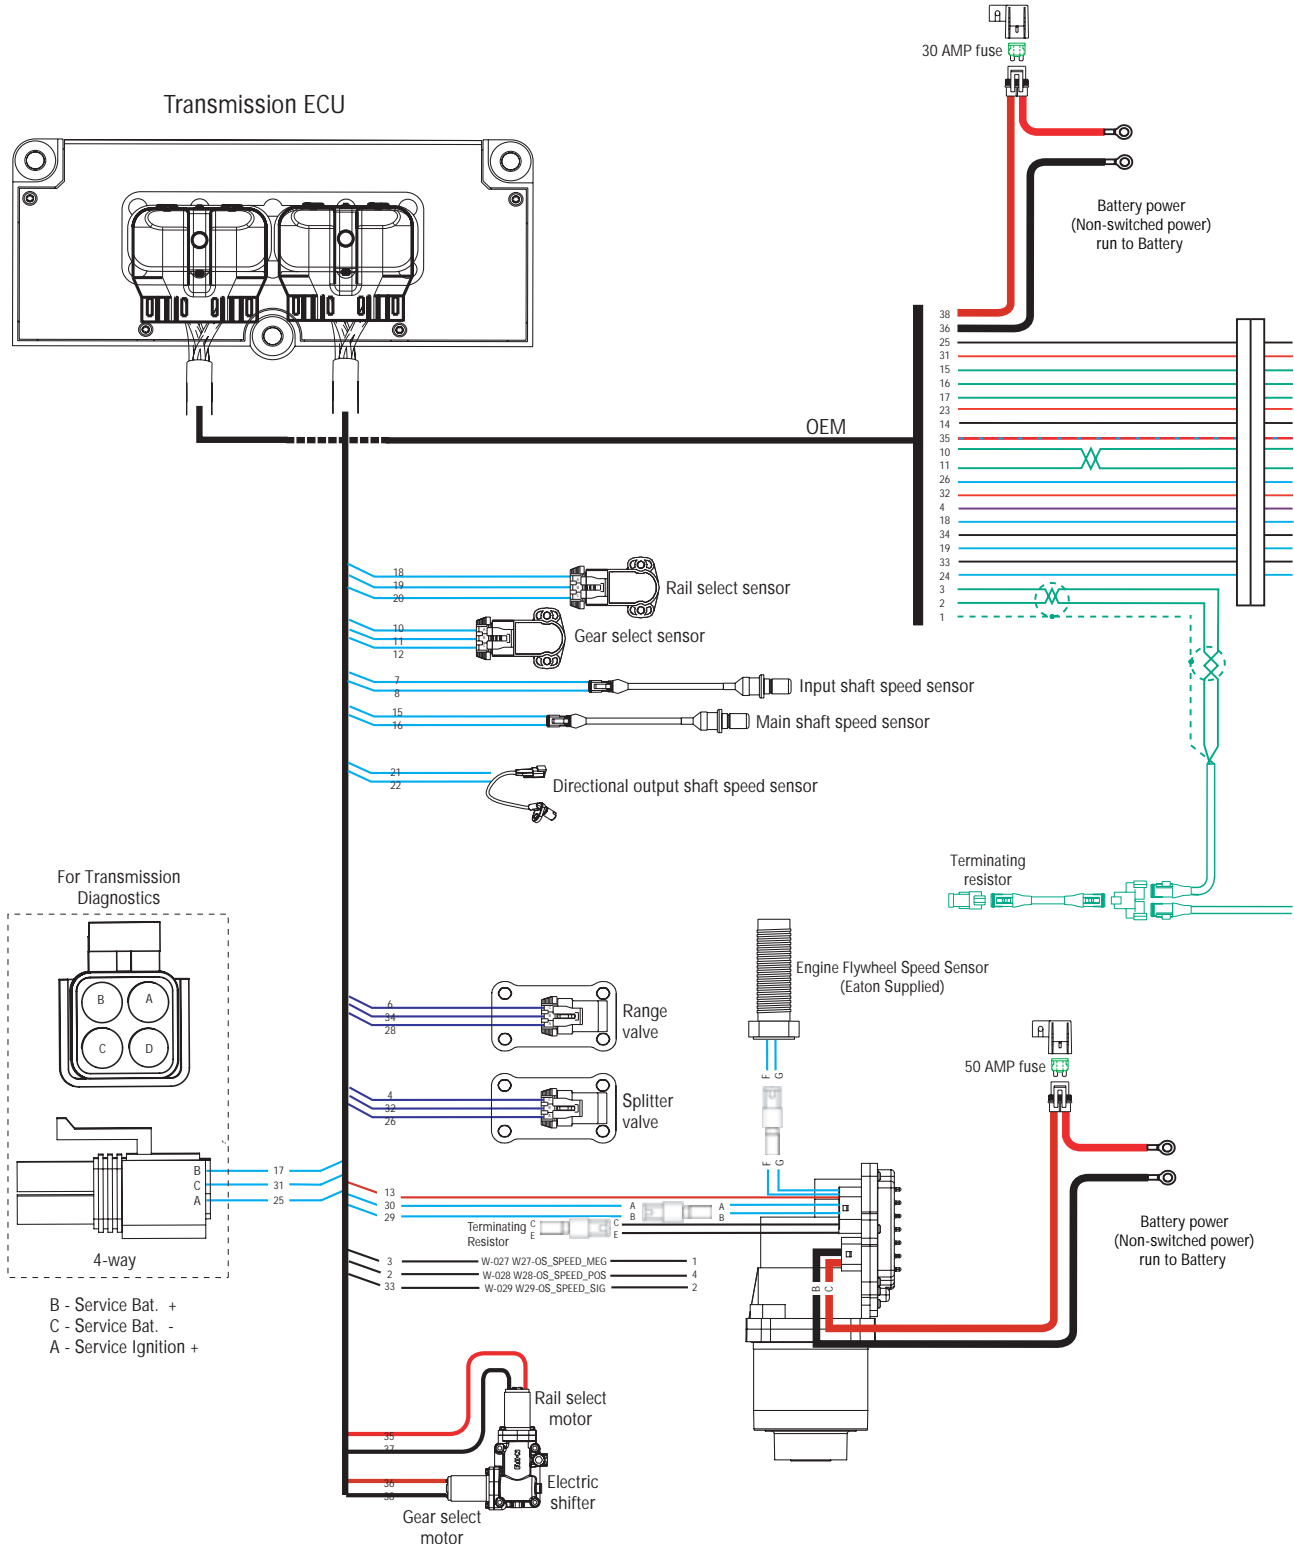 30 AMP fuse
Transmission ECU
Battery power
(Non-switched power)
run to Battery
38
36
25
31
15
16
17
23
14
35
10
11
26
32
4
18
34
19
33
24
3
2
1
OEM
18
19
20
Rail select sensor
10
11
12
Gear select sensor
7
8
Input shaft speed sensor
15
16
Main shaft speed sensor
21
22
Directional output shaft speed sensor
Terminating
resistor
For Transmission
Diagnostics
B A
C D
B
C
A
17
31
25
4-way
B - Service Bat. +
C - Service Bat. -
A - Service Ignition +
6
34
28
Range
valve
4
32
26
Splitter
valve
Engine Flywheel Speed Sensor
(Eaton Supplied)
F G
F G
50 AMP fuse
Battery power
(Non-switched power)
run to Battery
13
30
29
A A
B B
Terminating
Resistor
C C
E E
3 W-027 W27-OS_SPEED_MEG 1
2 W-028 W28-OS_SPEED_POS 4
33 W-029 W29-OS_SPEED_SIG 2
B C
35
37
Rail select
motor
36
38
Electric
shifter
Gear select
motor